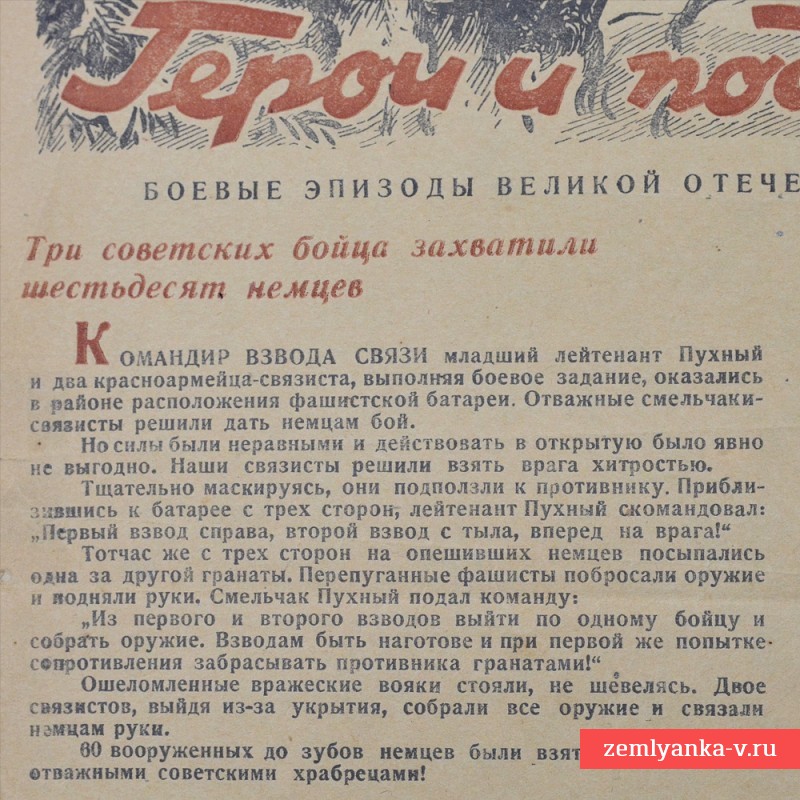 Герои и под
БОЕВЫЕ ЭПИЗОДЫ ВЕЛИКОЙ ОТЕЧЕ
Три советских бойца захватили
шестьдесят немцев
КОМАНДИР ВЗВОДА СВЯЗИ младший лейтенант Пухный
и два красноармейца-связиста, выполняя боевое задание, оказались
в районе расположения фашистской батареи. Отважные смельчаки-
связисты решили дать немцам бой.
Но силы были неравными и действовать в открытую было явно
не выгодно. Наши связисты решили взять врага хитростью.
Тщательно маскируясь, они подползли к противнику. Прибли-
зившись к батарее с трех сторон, лейтенант Пухный скомандовал:
„Первый взвод справа, второй взвод с тыла, вперед на врага!“
Тотчас же с трех сторон на опешивших немцев посыпались
одна за другой гранаты. Перепуганные фашисты побросали оружие
и подняли руки. Смельчак Пухный подал команду:
„Из первого и второго взводов выйти по одному бойцу и
собрать оружие. Взводам быть наготове и при первой же попытке
сопротивления забрасывать противника гранатами!“
Ошеломленные вражеские вояки стояли, не шевелясь. Двое
связистов, выйдя из-за укрытия, собрали все оружие и связали
немцам руки.
60 вооруженных до зубов немцев были взят
отважными советскими храбрецами!
zemlyanka-v.ru